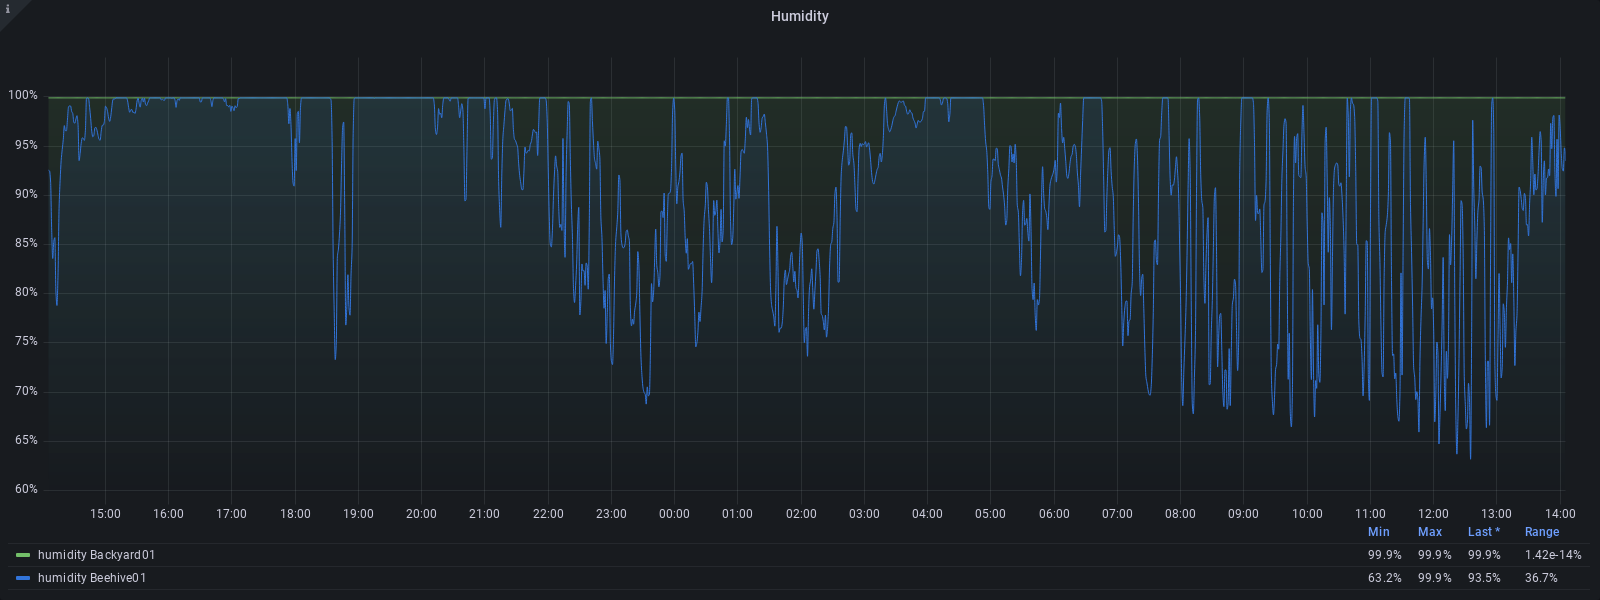 i
Humidity
100%
95%
90%
85%
80%
75%
70%
65%
60%
15:00 16:00 17:00 18:00 19:00 20:00 21:00 22:00 23:00 00:00 01:00 02:00 03:00 04:00 05:00 06:00 07:00 08:00 09:00 10:00 11:00 12:00 13:00 14:00
Min Max Last * Range
humidity Backyard01 99.9% 99.9% 99.9% 1.42e-14%
humidity Beehive01 63.2% 99.9% 93.5% 36.7%